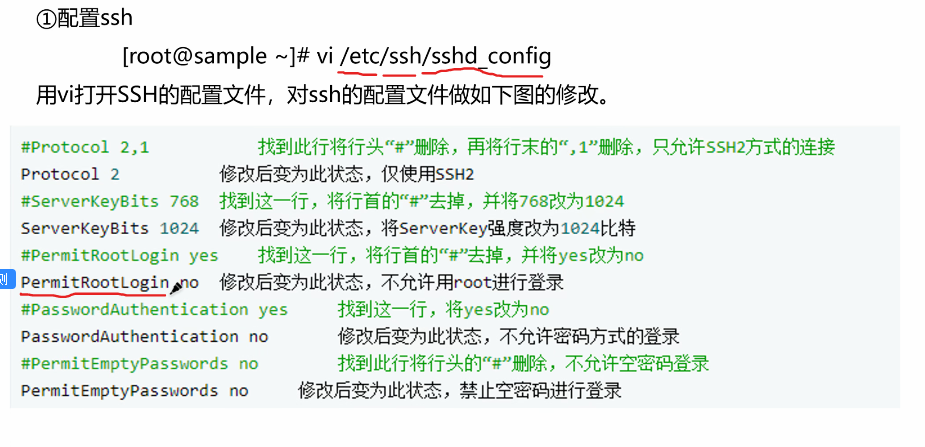 ①配置ssh
[root@sample ~]# vi /etc/ssh/sshd_config
用vi打开SSH的配置文件，对ssh的配置文件做如下图的修改。
#Protocol 2,1 找到此行将行头“#”删除，再将行末的“,1”删除，只允许SSH2方式的连接
Protocol 2 修改后变为此状态，仅使用SSH2
#ServerKeyBits 768 找到这一行，将行首的“#”去掉，并将768改为1024
ServerKeyBits 1024 修改后变为此状态，将ServerKey强度改为1024比特
#PermitRootLogin yes 找到这一行，将行首的“#”去掉，并将yes改为no
则
PermitRootLogin no 修改后变为此状态，不允许用root进行登录
#PasswordAuthentication yes 找到这一行，将yes改为no
PasswordAuthentication no 修改后变为此状态，不允许密码方式的登录
#PermitEmptyPasswords no 找到此行将行头的“#”删除，不允许空密码登录
PermitEmptyPasswords no 修改后变为此状态，禁止空密码进行登录